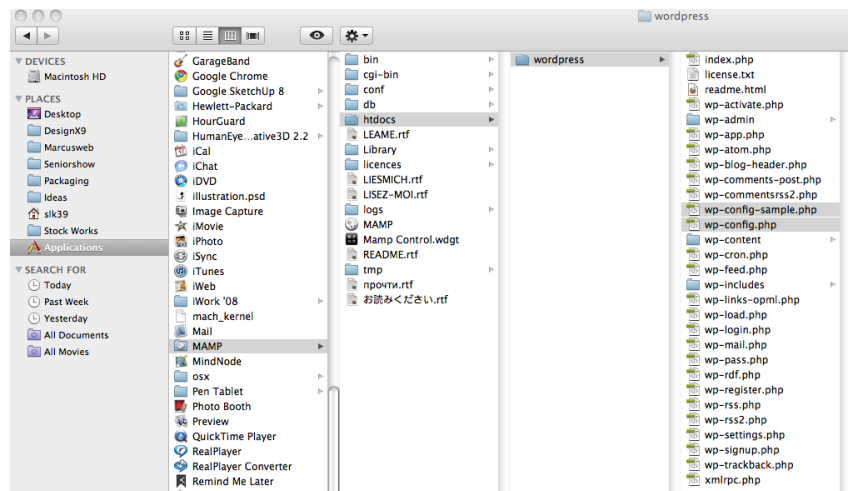 wordpress
DEVICES
Macintosh HD
PLACES
Desktop
DesignX9
Marcusweb
Seniorshow
Packaging
Ideas
slk39
Stock Works
Applications
SEARCH FOR
Today
Past Week
Yesterday
All Documents
All Movies
GarageBand
Google Chrome
Google SketchUp 8
Hewlett-Packard
HourGuard
HumanEye...ative3D 2.2
iCal
iChat
iDVD
illustration.psd
Image Capture
iMovie
iPhoto
iSync
iTunes
iWeb
iWork '08
mach_kernel
Mail
MAMP
MindNode
osx
Pen Tablet
Photo Booth
Preview
QuickTime Player
RealPlayer
RealPlayer Converter
Remind Me Later
bin
cgi-bin
conf
db
htdocs
LEAME.rtf
Library
licences
LIESMICH.rtf
LISEZ-MOI.rtf
logs
MAMP
Mamp Control.wdgt
README.rtf
tmp
прочти.rtf
お読みください.rtf
wordpress
index.php
license.txt
readme.html
wp-activate.php
wp-admin
wp-app.php
wp-atom.php
wp-blog-header.php
wp-comments-post.php
wp-commentsrss2.php
wp-config-sample.php
wp-config.php
wp-content
wp-cron.php
wp-feed.php
wp-includes
wp-links-opml.php
wp-load.php
wp-login.php
wp-mail.php
wp-pass.php
wp-rdf.php
wp-register.php
wp-rss.php
wp-rss2.php
wp-settings.php
wp-signup.php
wp-trackback.php
xmlrpc.php